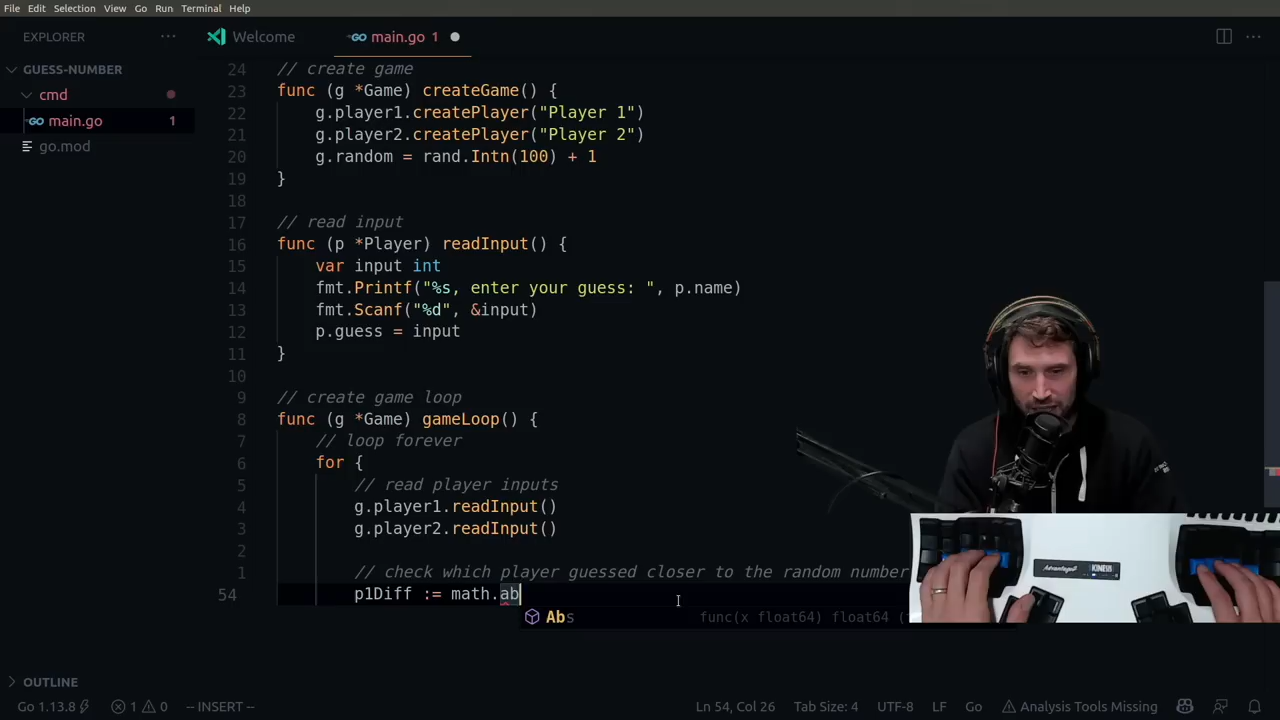 File Edit Selection View Go Run Terminal Help
EXPLORER ··· Welcome GO main.go 1 ● ···
GUESS-NUMBER
cmd
GO main.go 1
go.mod
24 // create game
23 func (g *Game) createGame() {
22 g.player1.createPlayer("Player 1")
21 g.player2.createPlayer("Player 2")
20 g.random = rand.Intn(100) + 1
19 }
18
17 // read input
16 func (p *Player) readInput() {
15 var input int
14 fmt.Printf("%s, enter your guess: ", p.name)
13 fmt.Scanf("%d", &input)
12 p.guess = input
11 }
10
9 // create game loop
8 func (g *Game) gameLoop() {
7 // loop forever
6 for {
5 // read player inputs
4 g.player1.readInput()
3 g.player2.readInput()
2
1 // check which player guessed closer to the random number
54 p1Diff := math.ab
Abs func(x float64) float64 (
Advantage2 KINESIS
OUTLINE
Go 1.13.8 1 0 -- INSERT -- Ln 54, Col 26 Tab Size: 4 UTF-8 LF Go Analysis Tools Missing